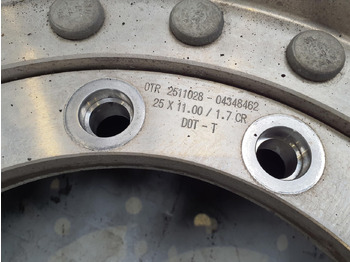 OTR 2511028 - 04348462
25 X 11.00 / 1.7 CR
DOT - T